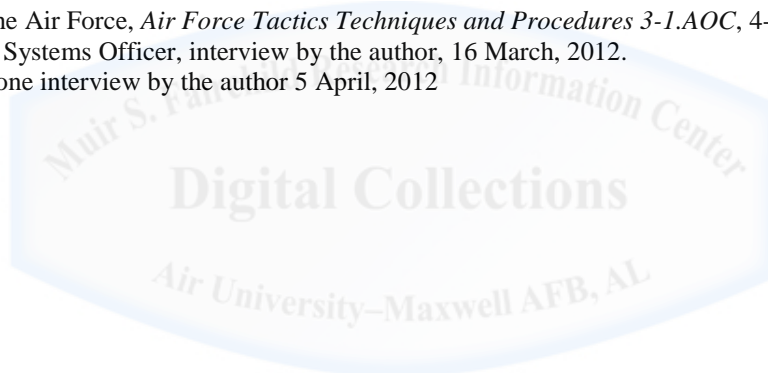 ne Air Force, Air Force Tactics Techniques and Procedures 3-1.AOC, 4-
Systems Officer, interview by the author, 16 March, 2012.
one interview by the author 5 April, 2012
Muir S. Fairchild Research Information Center
Digital Collections
Air University–Maxwell AFB, AL